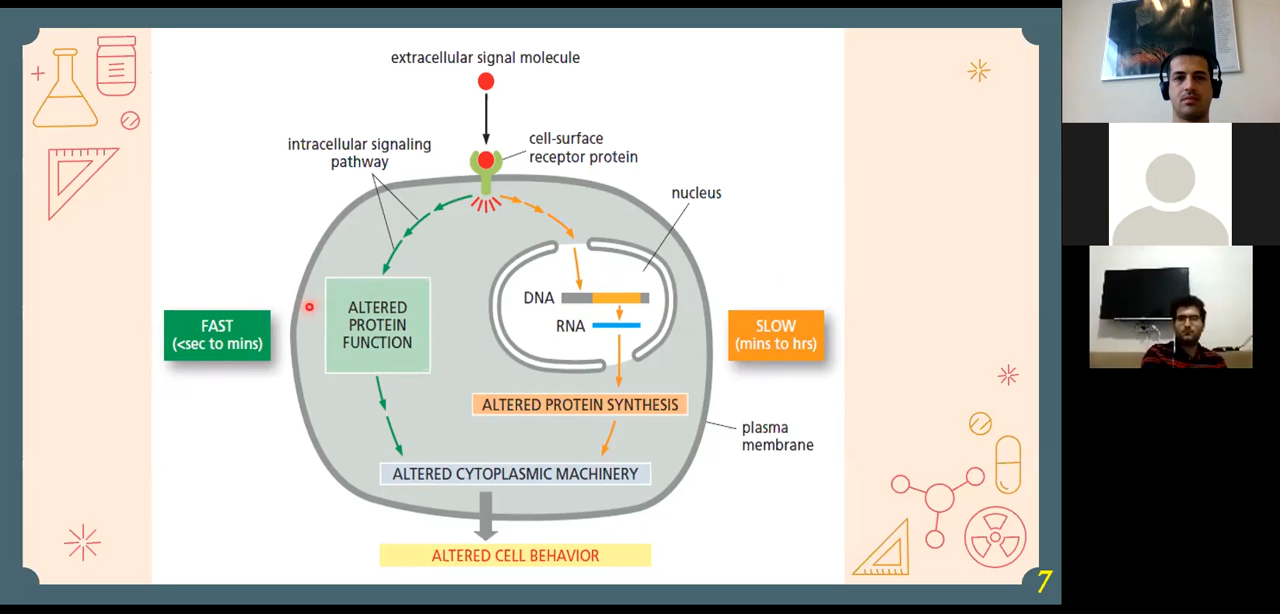 extracellular signal molecule
intracellular signaling
pathway
cell-surface
receptor protein
nucleus
DNA
RNA
ALTERED
PROTEIN
FUNCTION
FAST
(<sec to mins)
SLOW
(mins to hrs)
ALTERED PROTEIN SYNTHESIS
plasma
membrane
ALTERED CYTOPLASMIC MACHINERY
ALTERED CELL BEHAVIOR
7